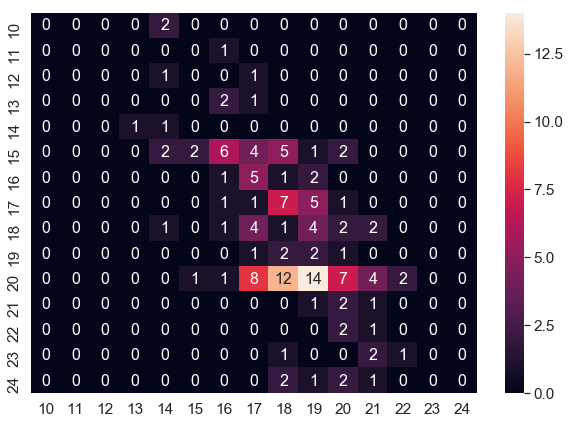 10 0 0 0 0 2 0 0 0 0 0 0 0 0 0 0
11 0 0 0 0 0 0 1 0 0 0 0 0 0 0 0
12 0 0 0 0 1 0 0 1 0 0 0 0 0 0 0
13 0 0 0 0 0 0 2 1 0 0 0 0 0 0 0
14 0 0 0 1 1 0 0 0 0 0 0 0 0 0 0
15 0 0 0 0 2 2 6 4 5 1 2 0 0 0 0
16 0 0 0 0 0 0 1 5 1 2 0 0 0 0 0
17 0 0 0 0 0 0 1 1 7 5 1 0 0 0 0
18 0 0 0 0 1 0 1 4 1 4 2 2 0 0 0
19 0 0 0 0 0 0 0 1 2 2 1 0 0 0 0
20 0 0 0 0 0 1 1 8 12 14 7 4 2 0 0
21 0 0 0 0 0 0 0 0 0 1 2 1 0 0 0
22 0 0 0 0 0 0 0 0 0 0 2 1 0 0 0
23 0 0 0 0 0 0 0 0 1 0 0 2 1 0 0
24 0 0 0 0 0 0 0 0 2 1 2 1 0 0 0
10 11 12 13 14 15 16 17 18 19 20 21 22 23 24
12.5
10.0
7.5
5.0
2.5
0.0